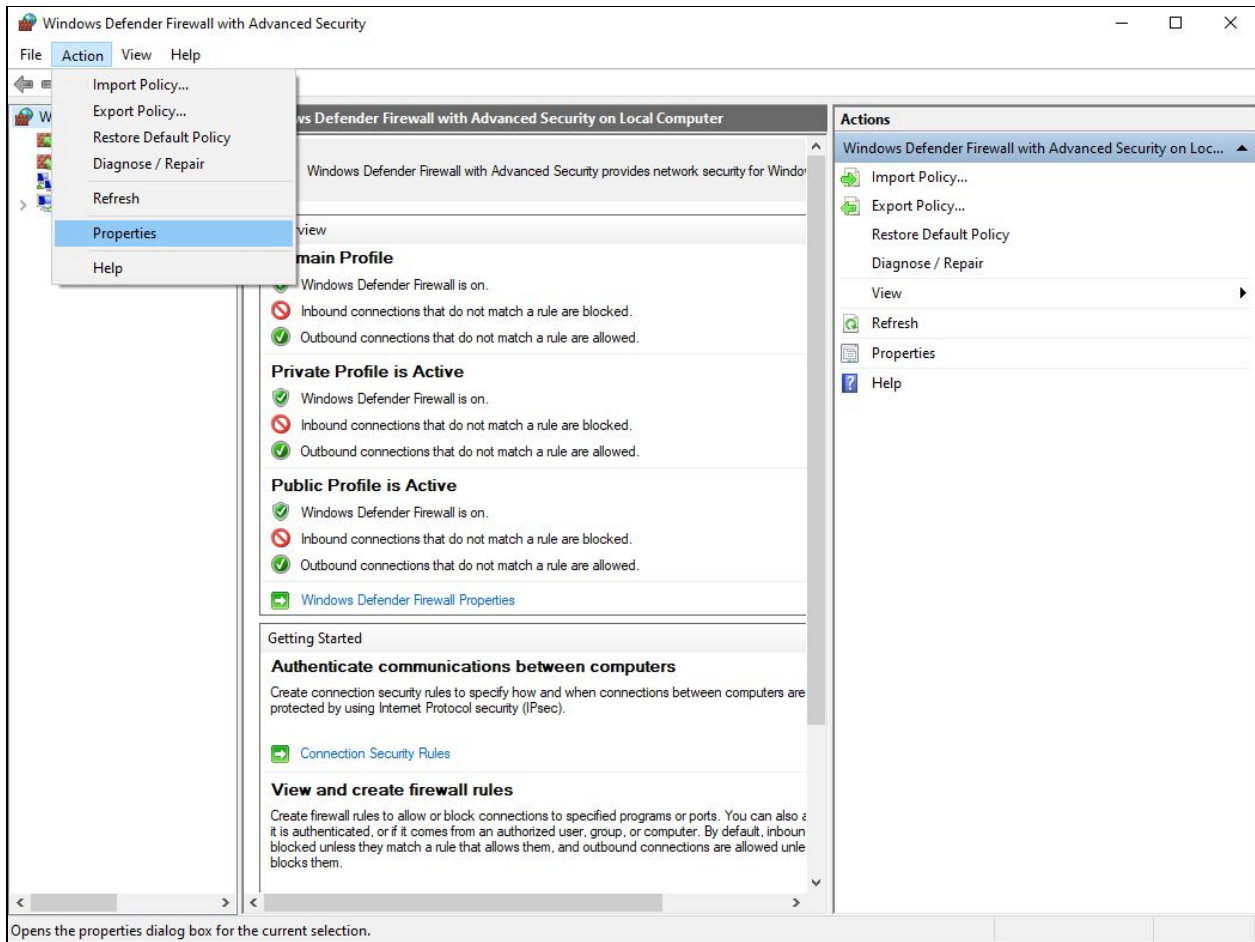 Windows Defender Firewall with Advanced Security
File Action View Help
Import Policy...
Export Policy...
Restore Default Policy
Diagnose / Repair
Refresh
Properties
Help
Defender Firewall with Advanced Security on Local Computer
Windows Defender Firewall with Advanced Security provides network security for Windo
Windows Defender Firewall is on.
Inbound connections that do not match a rule are blocked.
Outbound connections that do not match a rule are allowed.
Private Profile is Active
Windows Defender Firewall is on.
Inbound connections that do not match a rule are blocked.
Outbound connections that do not match a rule are allowed.
Public Profile is Active
Windows Defender Firewall is on.
Inbound connections that do not match a rule are blocked.
Outbound connections that do not match a rule are allowed.
Windows Defender Firewall Properties
Getting Started
Authenticate communications between computers
Create connection security rules to specify how and when connections between computers are
protected by using Internet Protocol security (IPsec).
Connection Security Rules
View and create firewall rules
Create firewall rules to allow or block connections to specified programs or ports. You can also a
it is authenticated, or if it comes from an authorized user, group, or computer. By default, inboun
blocked unless they match a rule that allows them, and outbound connections are allowed unle
blocks them.
Actions
Windows Defender Firewall with Advanced Security on Loc...
Import Policy...
Export Policy...
Restore Default Policy
Diagnose / Repair
View
Refresh
Properties
Help
Opens the properties dialog box for the current selection.